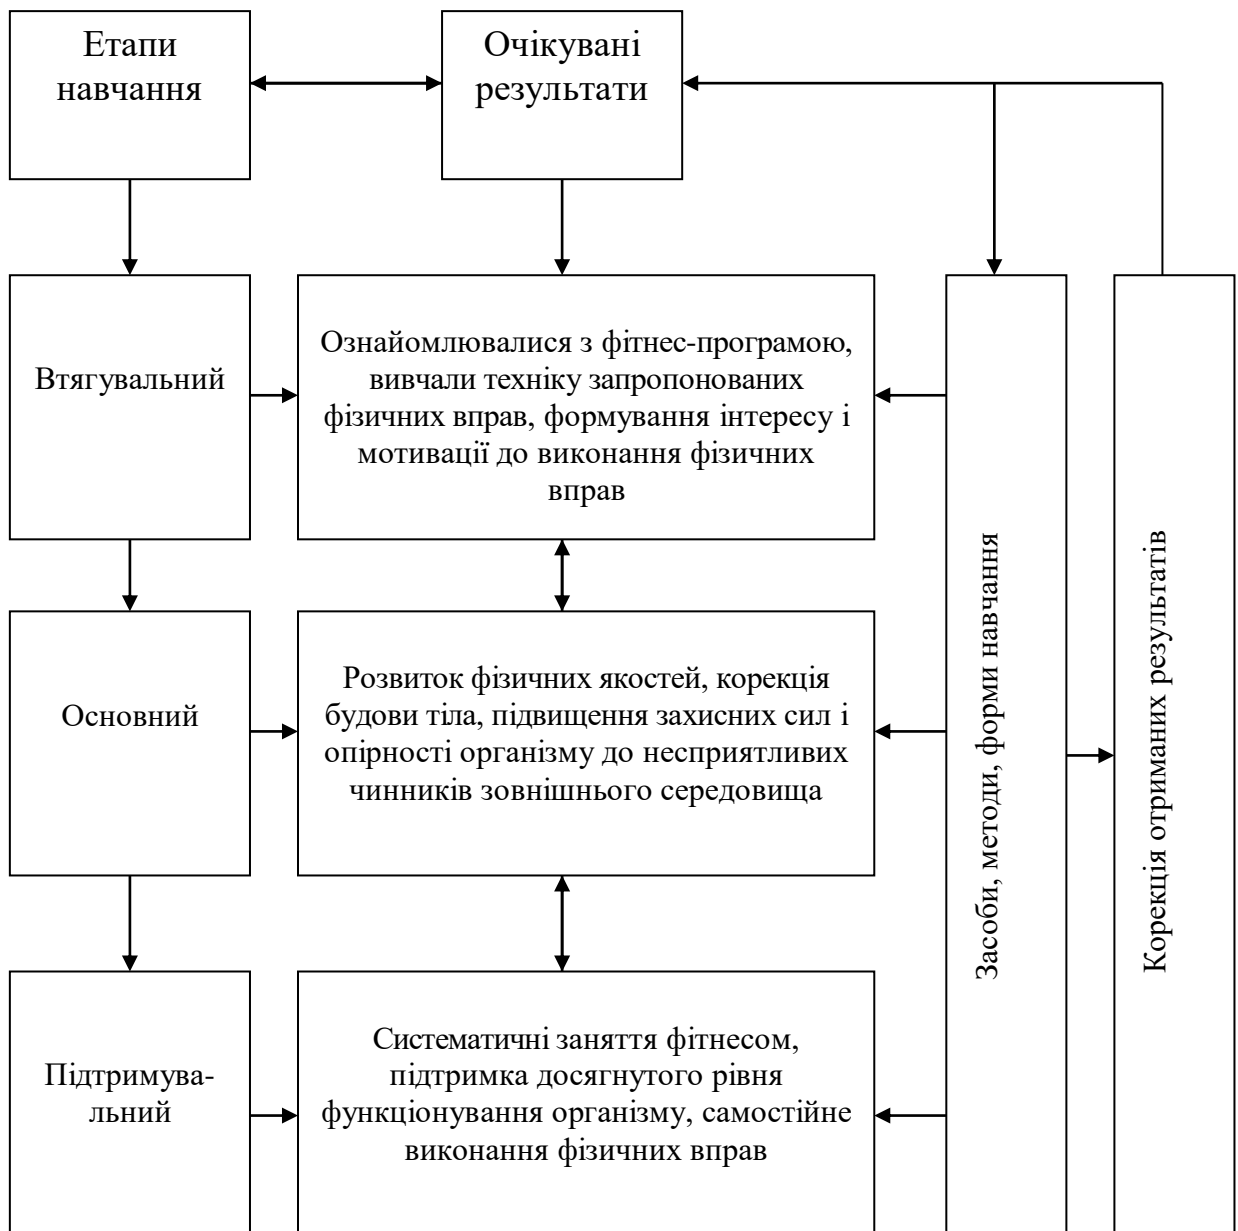 Етапи
навчання
Очікувані
результати
Втягувальний
Ознайомлювалися з фітнес-програмою,
вивчали техніку запропонованих
фізичних вправ, формування інтересу і
мотивації до виконання фізичних
вправ
Основний
Розвиток фізичних якостей, корекція
будови тіла, підвищення захисних сил і
опірності організму до несприятливих
чинників зовнішнього середовища
Підтримува-
льний
Систематичні заняття фітнесом,
підтримка досягнутого рівня
функціонування організму, самостійне
виконання фізичних вправ
Засоби, методи, форми навчання
Корекція отриманих результатів